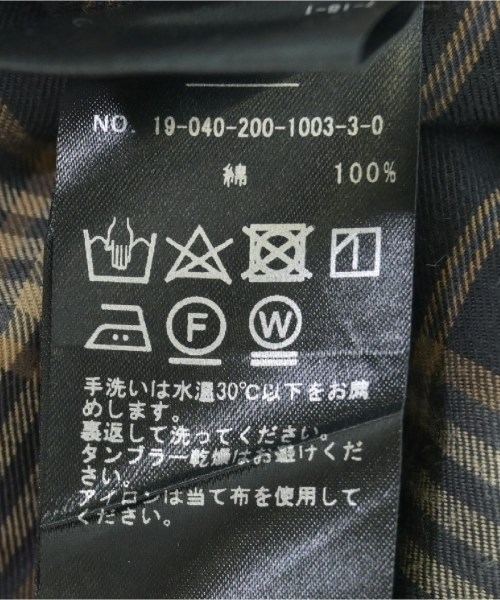 NO. 19-040-200-1003-3-0
綿 100%
F
W
手洗いは水温30℃以下をお薦
めします。
裏返して洗ってください。
タンブラー乾燥はお避けくだ
さい。
アイロンは当て布を使用して
ください。